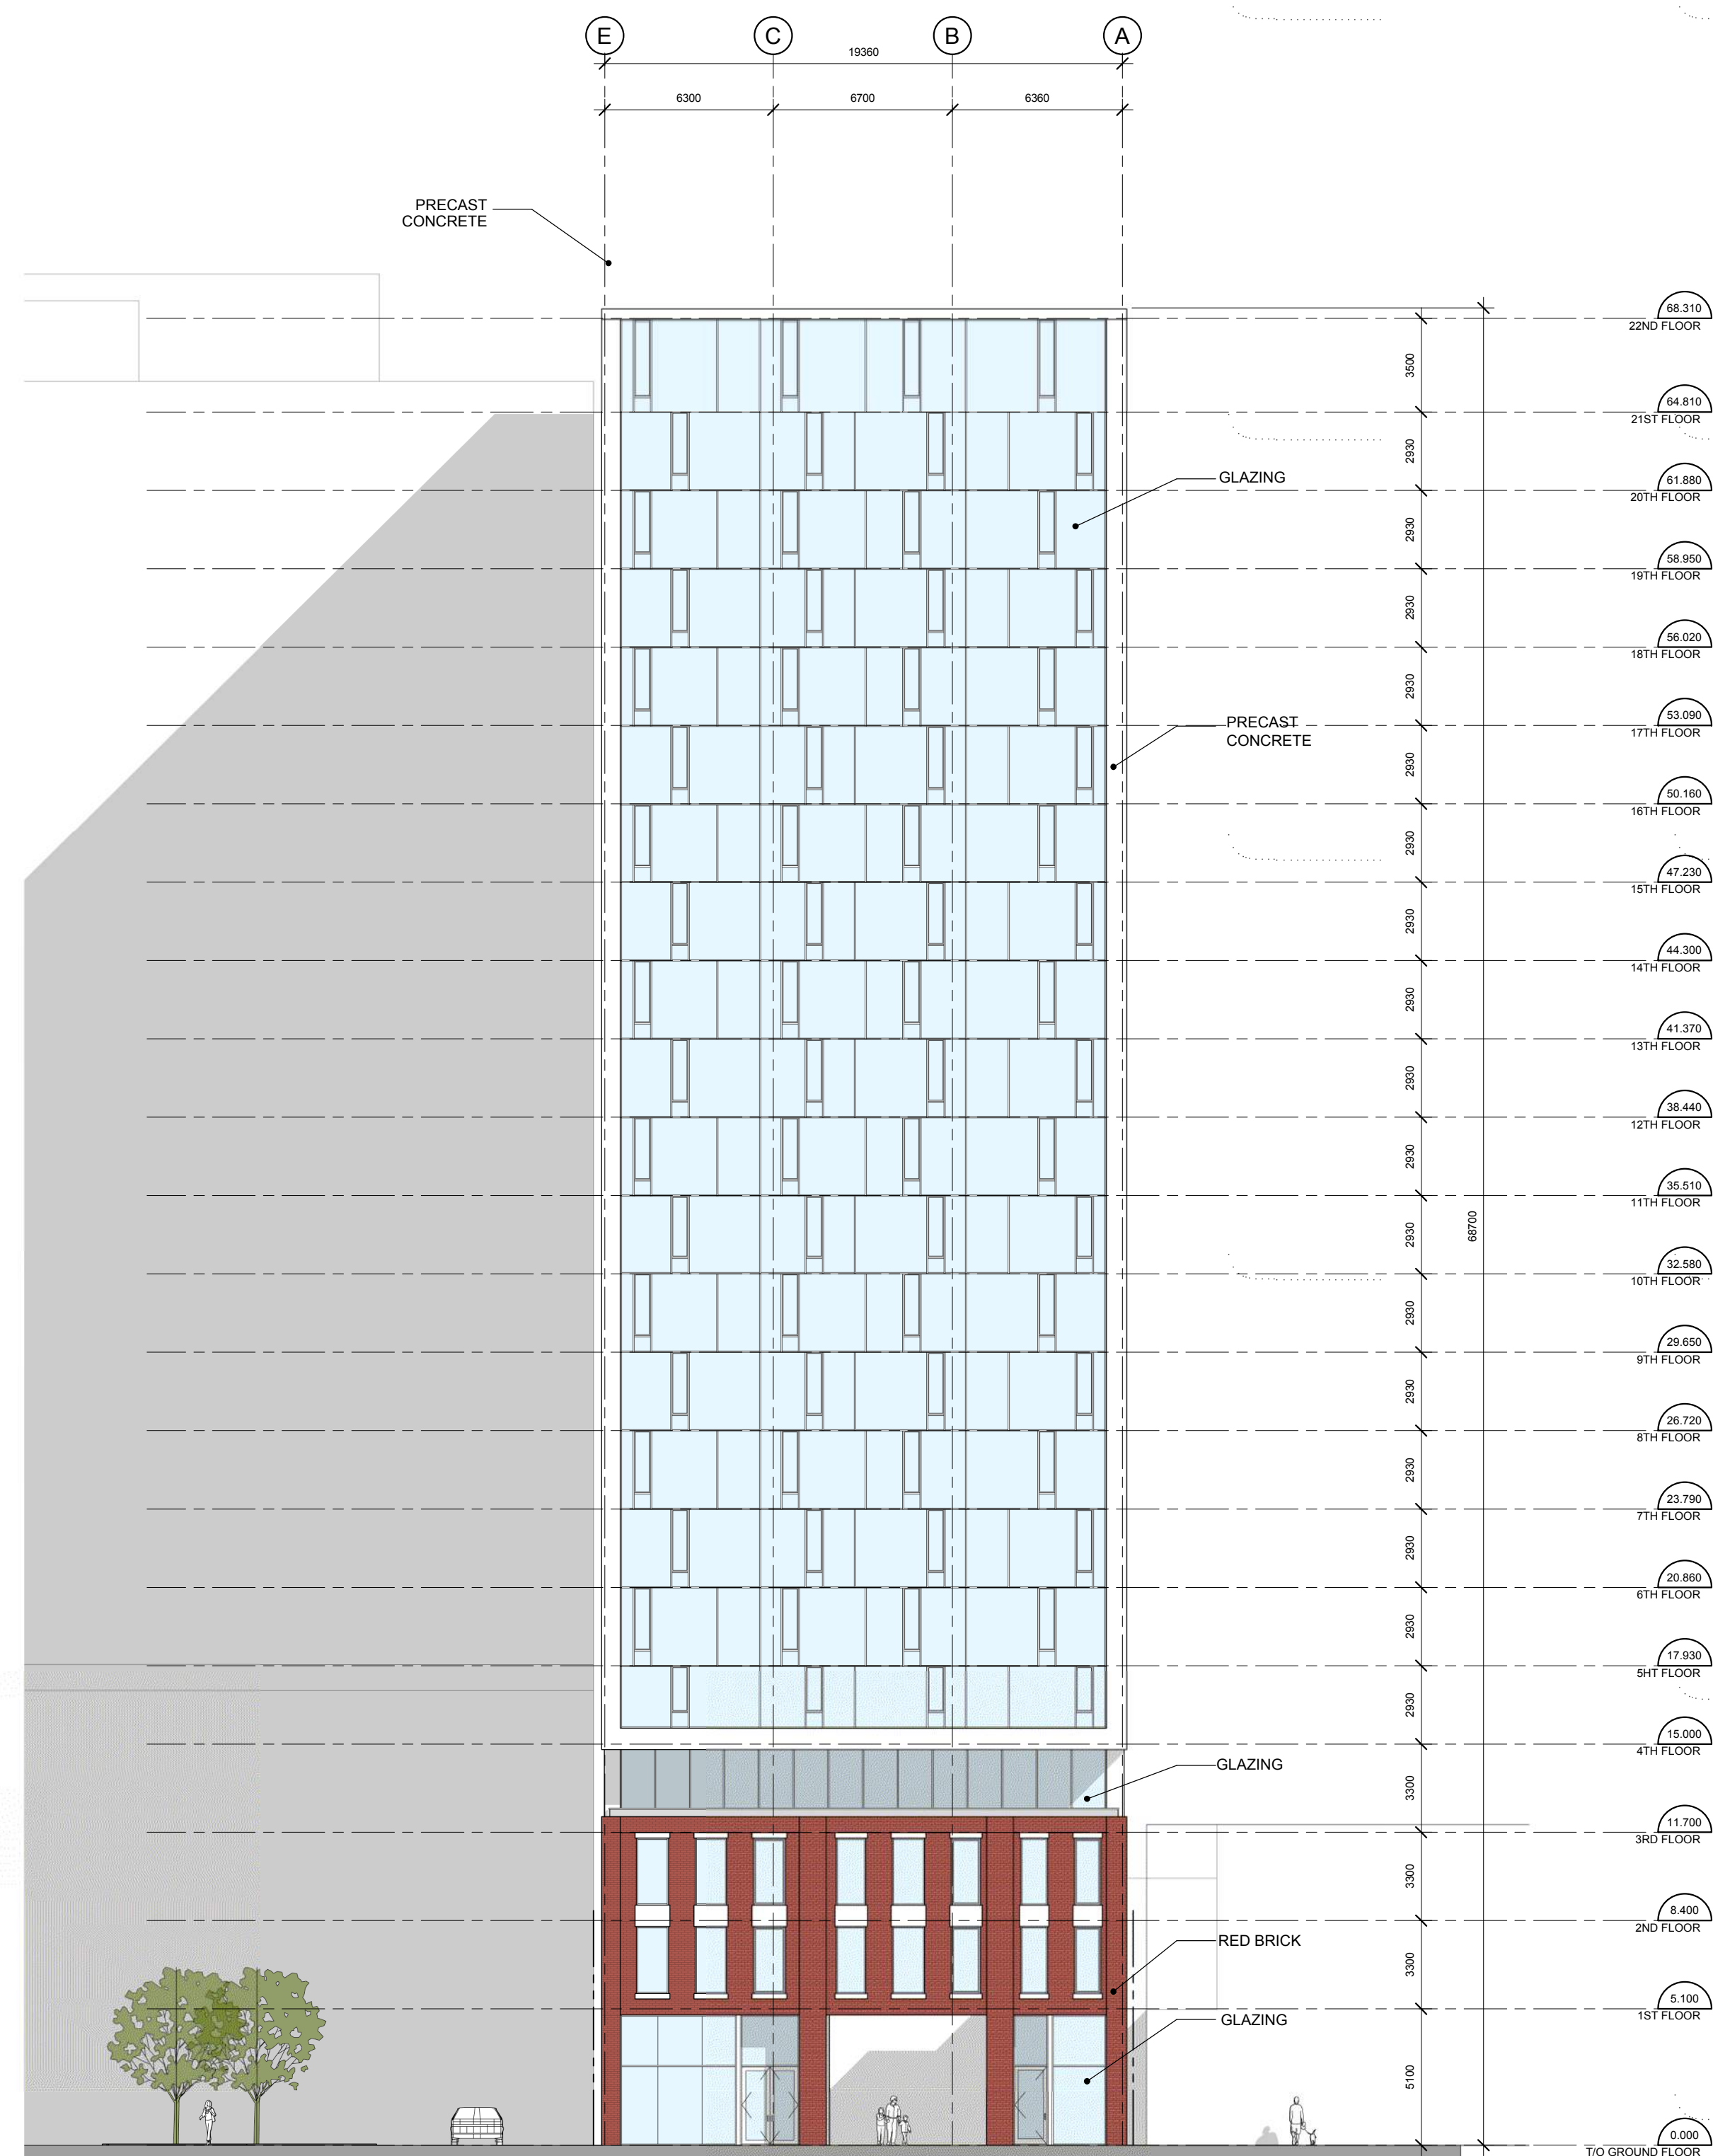 E
C
B
A
19360
6300
6700
6360
PRECAST
CONCRETE
68.310
22ND FLOOR
3500
64.810
21ST FLOOR
2930
GLAZING
61.880
20TH FLOOR
2930
58.950
19TH FLOOR
2930
56.020
18TH FLOOR
2930
PRECAST
CONCRETE
53.090
17TH FLOOR
2930
50.160
16TH FLOOR
2930
47.230
15TH FLOOR
2930
44.300
14TH FLOOR
2930
41.370
13TH FLOOR
2930
38.440
12TH FLOOR
2930
35.510
11TH FLOOR
2930
68700
32.580
10TH FLOOR
2930
29.650
9TH FLOOR
2930
26.720
8TH FLOOR
2930
23.790
7TH FLOOR
2930
20.860
6TH FLOOR
2930
17.930
5HT FLOOR
2930
15.000
4TH FLOOR
GLAZING
3300
11.700
3RD FLOOR
3300
8.400
2ND FLOOR
RED BRICK
3300
5.100
1ST FLOOR
GLAZING
5100
0.000
T/O GROUND FLOOR